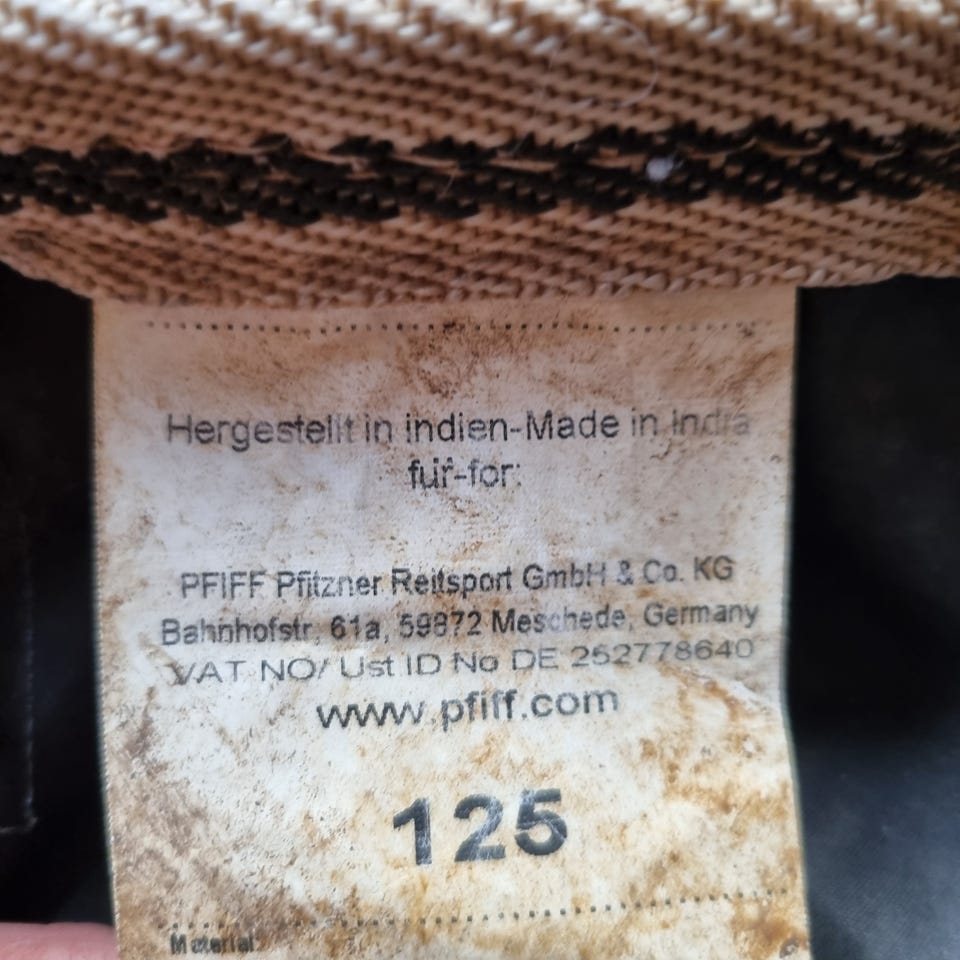 Hergestellt in indien-Made in India
für-for:
PFIFF Pfitzner Reitsport GmbH & Co. KG
Bahnhofstr, 61a, 59872 Meschede, Germany
VAT NO/ Ust ID No DE 252778640
www.pfiff.com
125
Material: